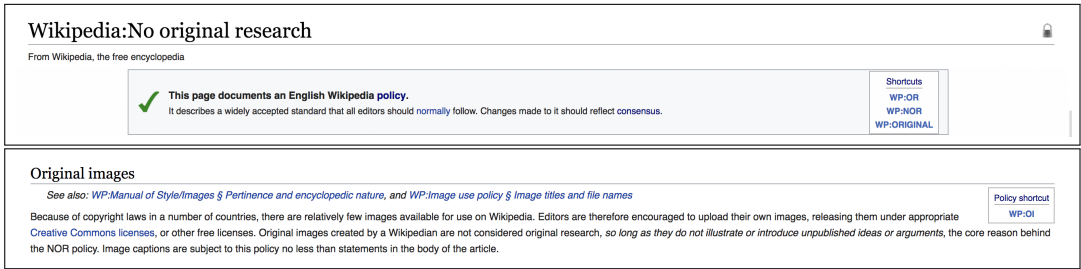 Wikipedia:No original research
From Wikipedia, the free encyclopedia
This page documents an English Wikipedia policy.
It describes a widely accepted standard that all editors should normally follow. Changes made to it should reflect consensus.
Shortcuts
WP:OR
WP:NOR
WP:ORIGINAL
Original images
See also: WP:Manual of Style/Images § Pertinence and encyclopedic nature, and WP:Image use policy § Image titles and file names
Policy shortcut
WP:OI
Because of copyright laws in a number of countries, there are relatively few images available for use on Wikipedia. Editors are therefore encouraged to upload their own images, releasing them under appropriate
Creative Commons licenses, or other free licenses. Original images created by a Wikipedian are not considered original research, so long as they do not illustrate or introduce unpublished ideas or arguments, the core reason behind
the NOR policy. Image captions are subject to this policy no less than statements in the body of the article.